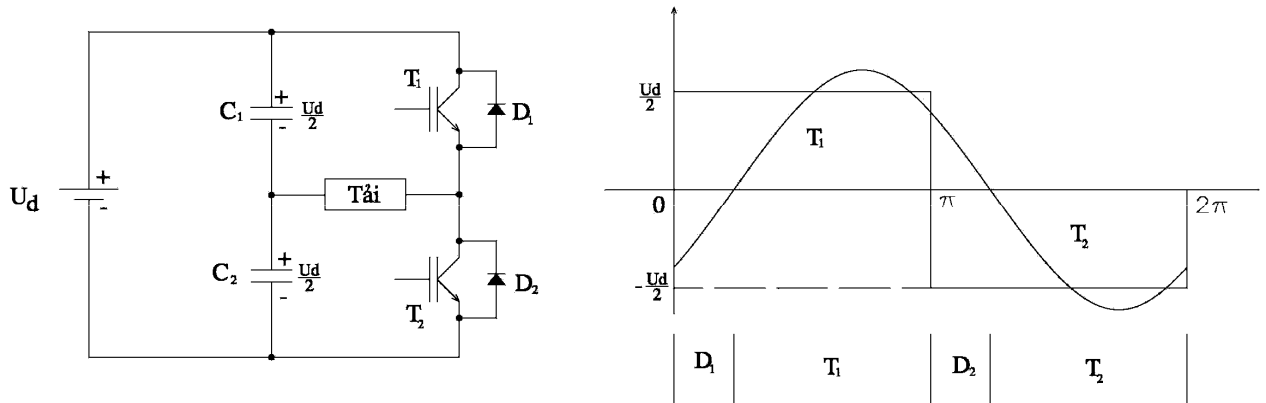 T₁
D₁
C₁
+
Ud/2
-
+
Ud
-
Tải
C₂
+
Ud/2
-
D₂
T₂
Ud/2
T₁
0
π
2π
T₂
-Ud/2
D₁ T₁ D₂ T₂